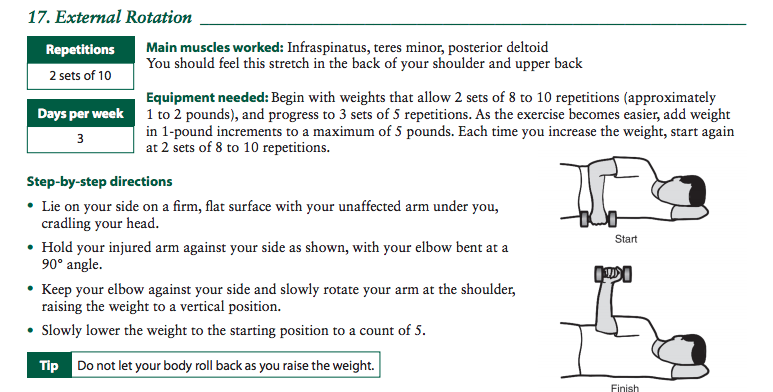 17. External Rotation
Repetitions
2 sets of 10
Days per week
3
Main muscles worked: Infraspinatus, teres minor, posterior deltoid
You should feel this stretch in the back of your shoulder and upper back
Equipment needed: Begin with weights that allow 2 sets of 8 to 10 repetitions (approximately
1 to 2 pounds), and progress to 3 sets of 5 repetitions. As the exercise becomes easier, add weight
in 1-pound increments to a maximum of 5 pounds. Each time you increase the weight, start again
at 2 sets of 8 to 10 repetitions.
Step-by-step directions
• Lie on your side on a firm, flat surface with your unaffected arm under you,
cradling your head.
• Hold your injured arm against your side as shown, with your elbow bent at a
90° angle.
• Keep your elbow against your side and slowly rotate your arm at the shoulder,
raising the weight to a vertical position.
• Slowly lower the weight to the starting position to a count of 5.
Tip Do not let your body roll back as you raise the weight.
Start
Finish